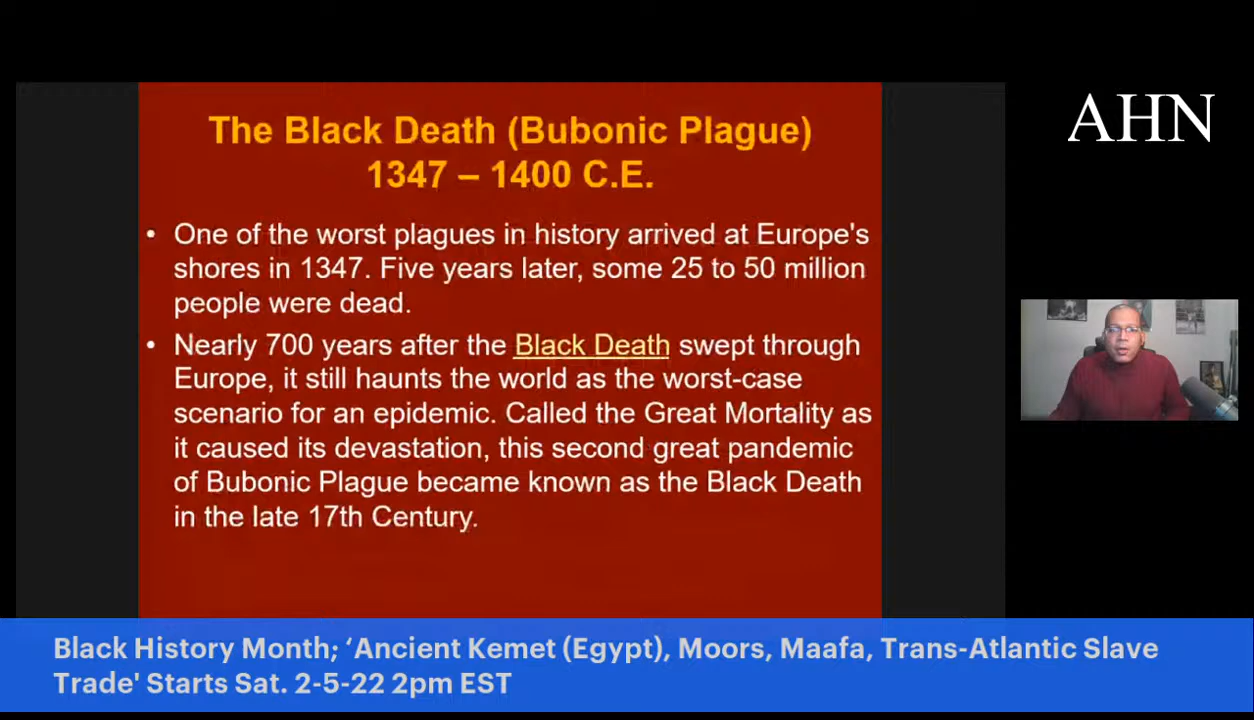 The Black Death (Bubonic Plague)
1347 – 1400 C.E.
AHN
• One of the worst plagues in history arrived at Europe's
shores in 1347. Five years later, some 25 to 50 million
people were dead.
• Nearly 700 years after the Black Death swept through
Europe, it still haunts the world as the worst-case
scenario for an epidemic. Called the Great Mortality as
it caused its devastation, this second great pandemic
of Bubonic Plague became known as the Black Death
in the late 17th Century.
Black History Month; ‘Ancient Kemet (Egypt), Moors, Maafa, Trans-Atlantic Slave
Trade' Starts Sat. 2-5-22 2pm EST